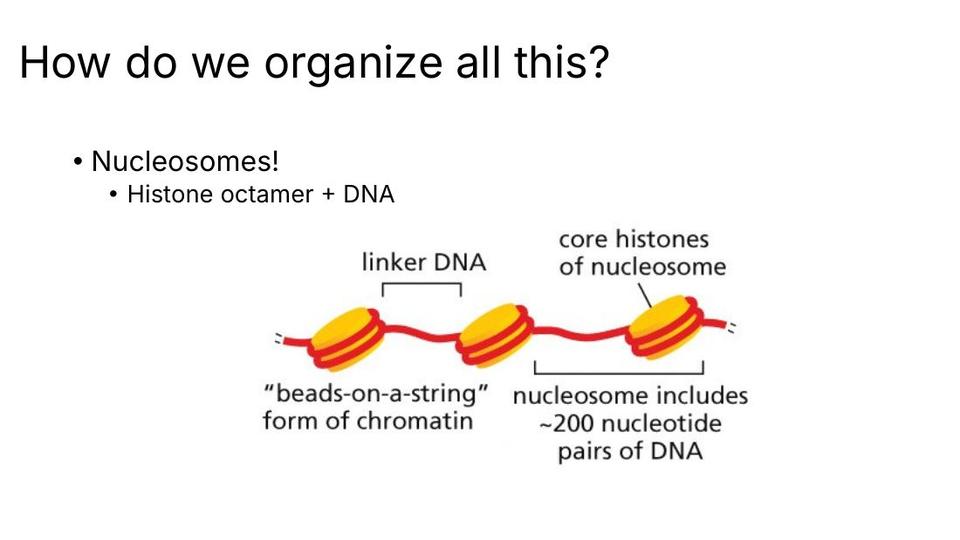 How do we organize all this?
• Nucleosomes!
• Histone octamer + DNA
linker DNA
core histones
of nucleosome
"beads-on-a-string"
form of chromatin
nucleosome includes
~200 nucleotide
pairs of DNA